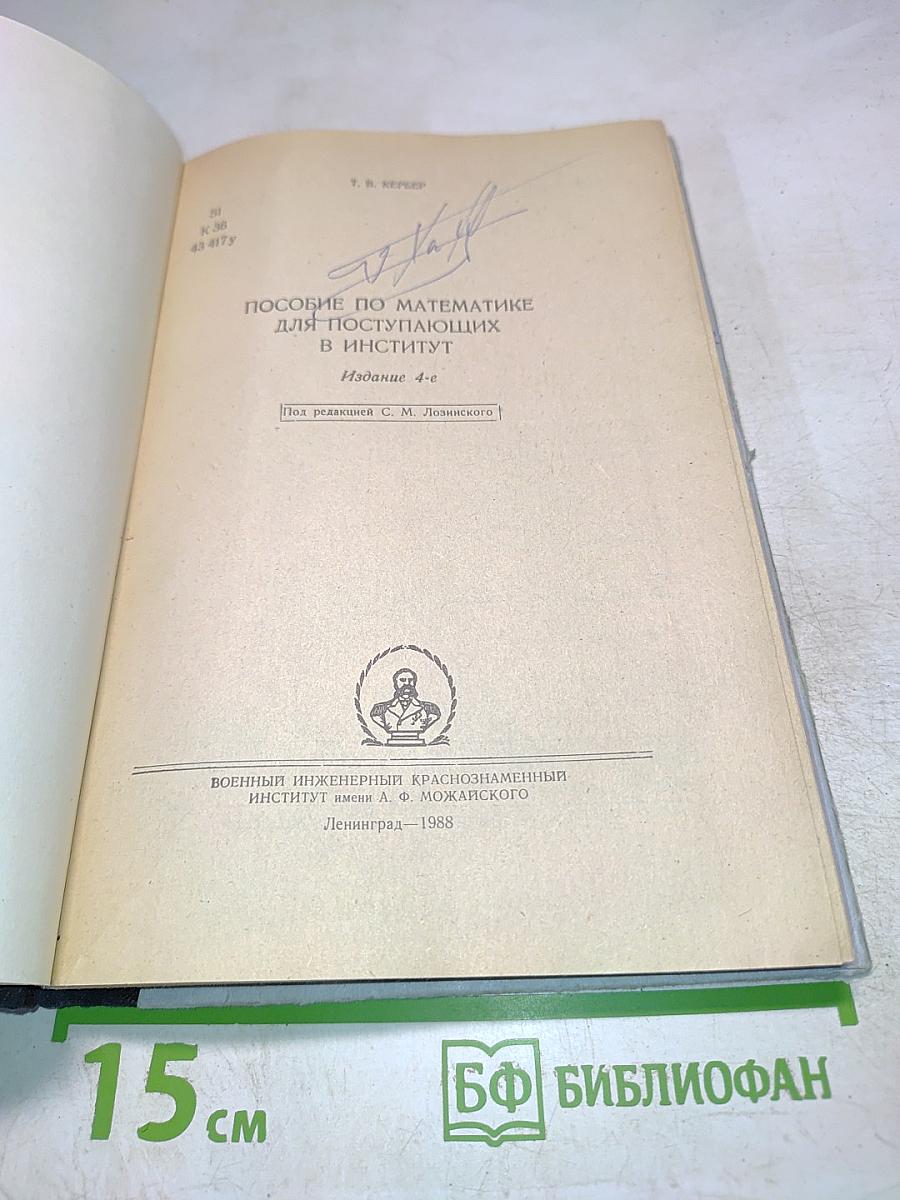 Т. В. КЕРБЕР
51
К 36
43 417у
ПОСОБИЕ ПО МАТЕМАТИКЕ
ДЛЯ ПОСТУПАЮЩИХ
В ИНСТИТУТ
Издание 4-е
Под редакцией С. М. Лозинского
ВОЕННЫЙ ИНЖЕНЕРНЫЙ КРАСНОЗНАМЕННЫЙ
ИНСТИТУТ имени А. Ф. МОЖАЙСКОГО
Ленинград—1988
15 см
БФ БИБЛИОФАН